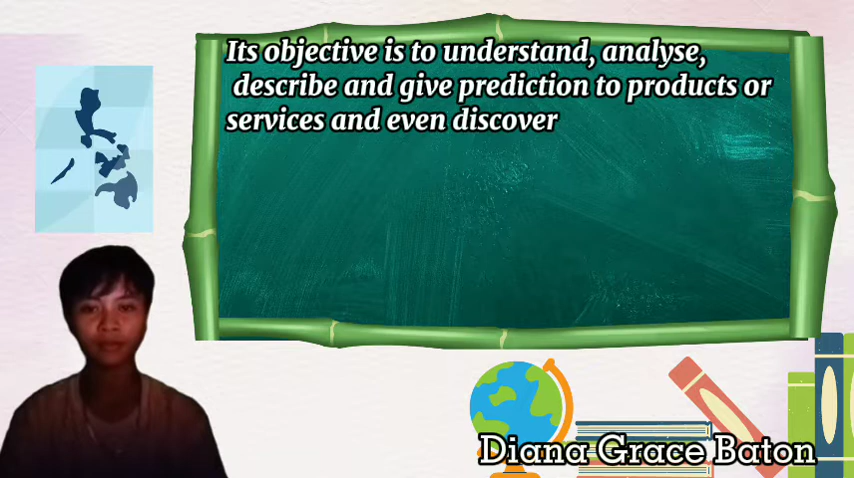 Its objective is to understand, analyse,
describe and give prediction to products or
services and even discover
Diana Grace Baton